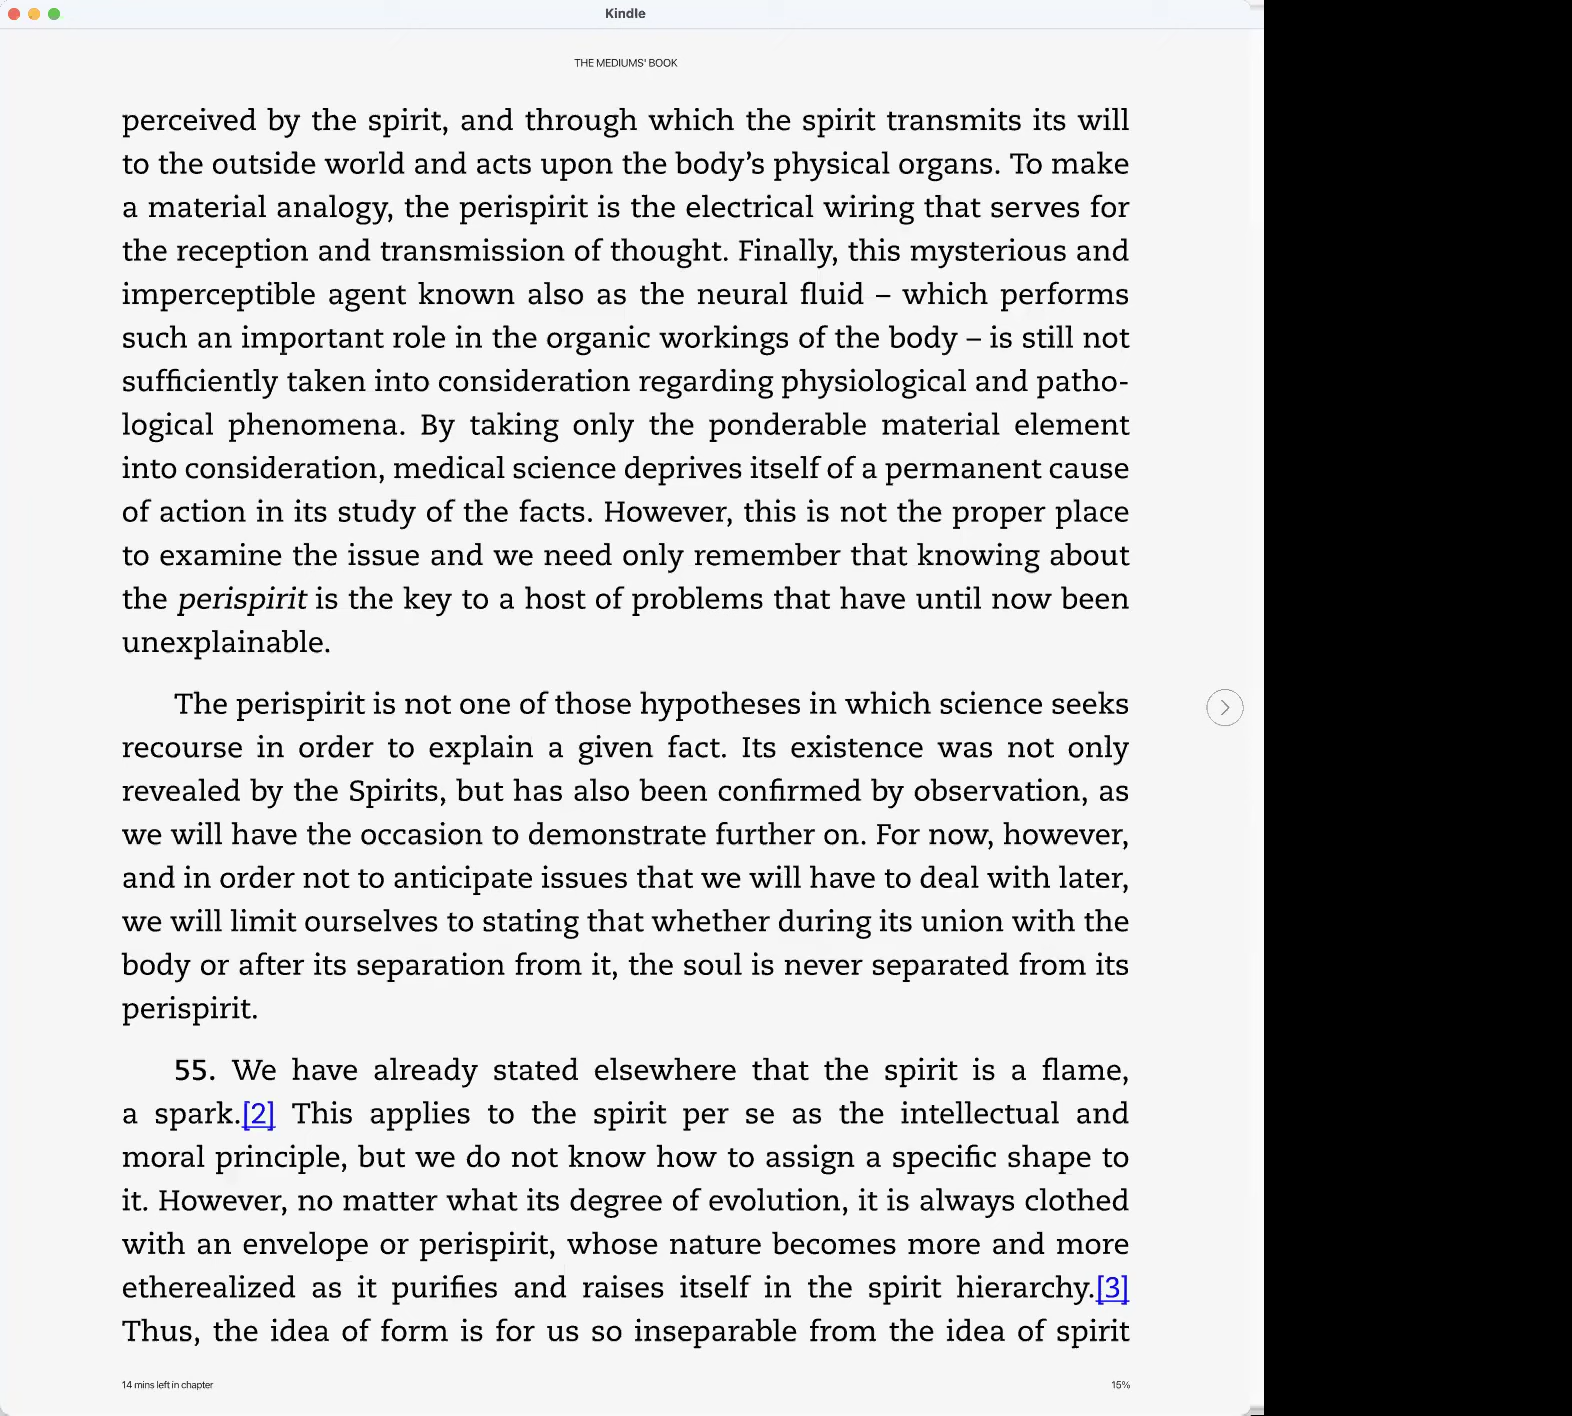 Kindle
THE MEDIUMS' BOOK
perceived by the spirit, and through which the spirit transmits its will
to the outside world and acts upon the body’s physical organs. To make
a material analogy, the perispirit is the electrical wiring that serves for
the reception and transmission of thought. Finally, this mysterious and
imperceptible agent known also as the neural fluid – which performs
such an important role in the organic workings of the body – is still not
sufficiently taken into consideration regarding physiological and patho-
logical phenomena. By taking only the ponderable material element
into consideration, medical science deprives itself of a permanent cause
of action in its study of the facts. However, this is not the proper place
to examine the issue and we need only remember that knowing about
the perispirit is the key to a host of problems that have until now been
unexplainable.
The perispirit is not one of those hypotheses in which science seeks
recourse in order to explain a given fact. Its existence was not only
revealed by the Spirits, but has also been confirmed by observation, as
we will have the occasion to demonstrate further on. For now, however,
and in order not to anticipate issues that we will have to deal with later,
we will limit ourselves to stating that whether during its union with the
body or after its separation from it, the soul is never separated from its
perispirit.
55. We have already stated elsewhere that the spirit is a flame,
a spark.[2] This applies to the spirit per se as the intellectual and
moral principle, but we do not know how to assign a specific shape to
it. However, no matter what its degree of evolution, it is always clothed
with an envelope or perispirit, whose nature becomes more and more
etherealized as it purifies and raises itself in the spirit hierarchy.[3]
Thus, the idea of form is for us so inseparable from the idea of spirit
14 mins left in chapter
15%